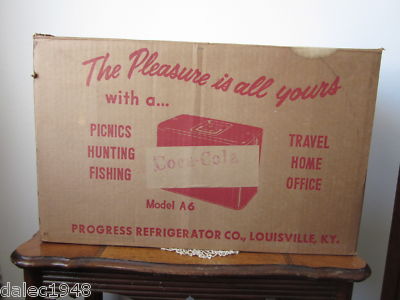 The Pleasure is all yours
with a...
PICNICS
HUNTING
FISHING
Coca-Cola
TRAVEL
HOME
OFFICE
Model A6
PROGRESS REFRIGERATOR CO., LOUISVILLE, KY.
dalec1948